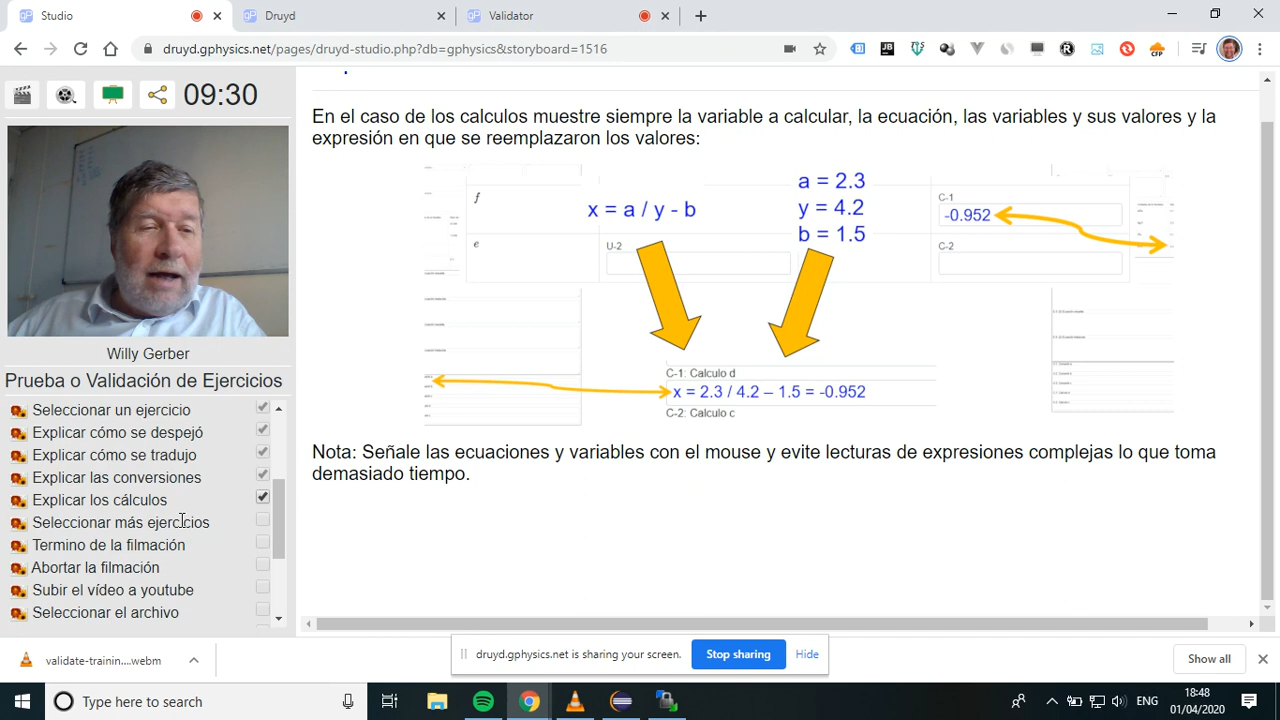 Studio
Druyd
Validator
druyd.gphysics.net/pages/druyd-studio.php?db=gphysics&storyboard=1516
09:30
Willy Gerber
Prueba o Validación de Ejercicios
Seleccionar un ejercicio
Explicar cómo se despejó
Explicar cómo se tradujo
Explicar las conversiones
Explicar los cálculos
Seleccionar más ejercicios
Termino de la filmación
Abortar la filmación
Subir el vídeo a youtube
Seleccionar el archivo
En el caso de los calculos muestre siempre la variable a calcular, la ecuación, las variables y sus valores y la
expresión en que se reemplazaron los valores:
f
x = a / y - b
a = 2.3
y = 4.2
b = 1.5
C-1
-0.952
e
U-2
C-2
C-1: Calculo d
x = 2.3 / 4.2 – 1.5 = -0.952
C-2: Calculo c
Nota: Señale las ecuaciones y variables con el mouse y evite lecturas de expresiones complejas lo que toma
demasiado tiempo.
validate-trainin....webm
druyd.gphysics.net is sharing your screen.
Stop sharing
Hide
Show all
Type here to search
ENG
18:48
01/04/2020